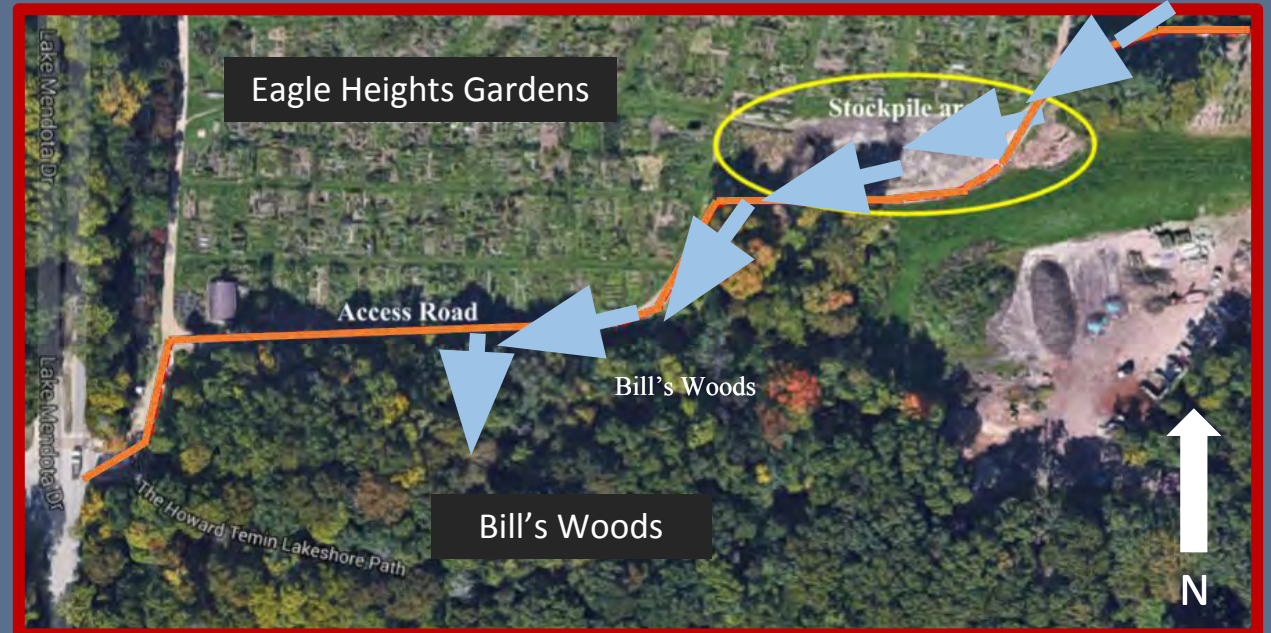 Lake Mendota Dr
Eagle Heights Gardens
Stockpile
Access Road
Bill's Woods
Lake Mendota Dr
The Howard Temin Lakeshore Path
Bill's Woods
N